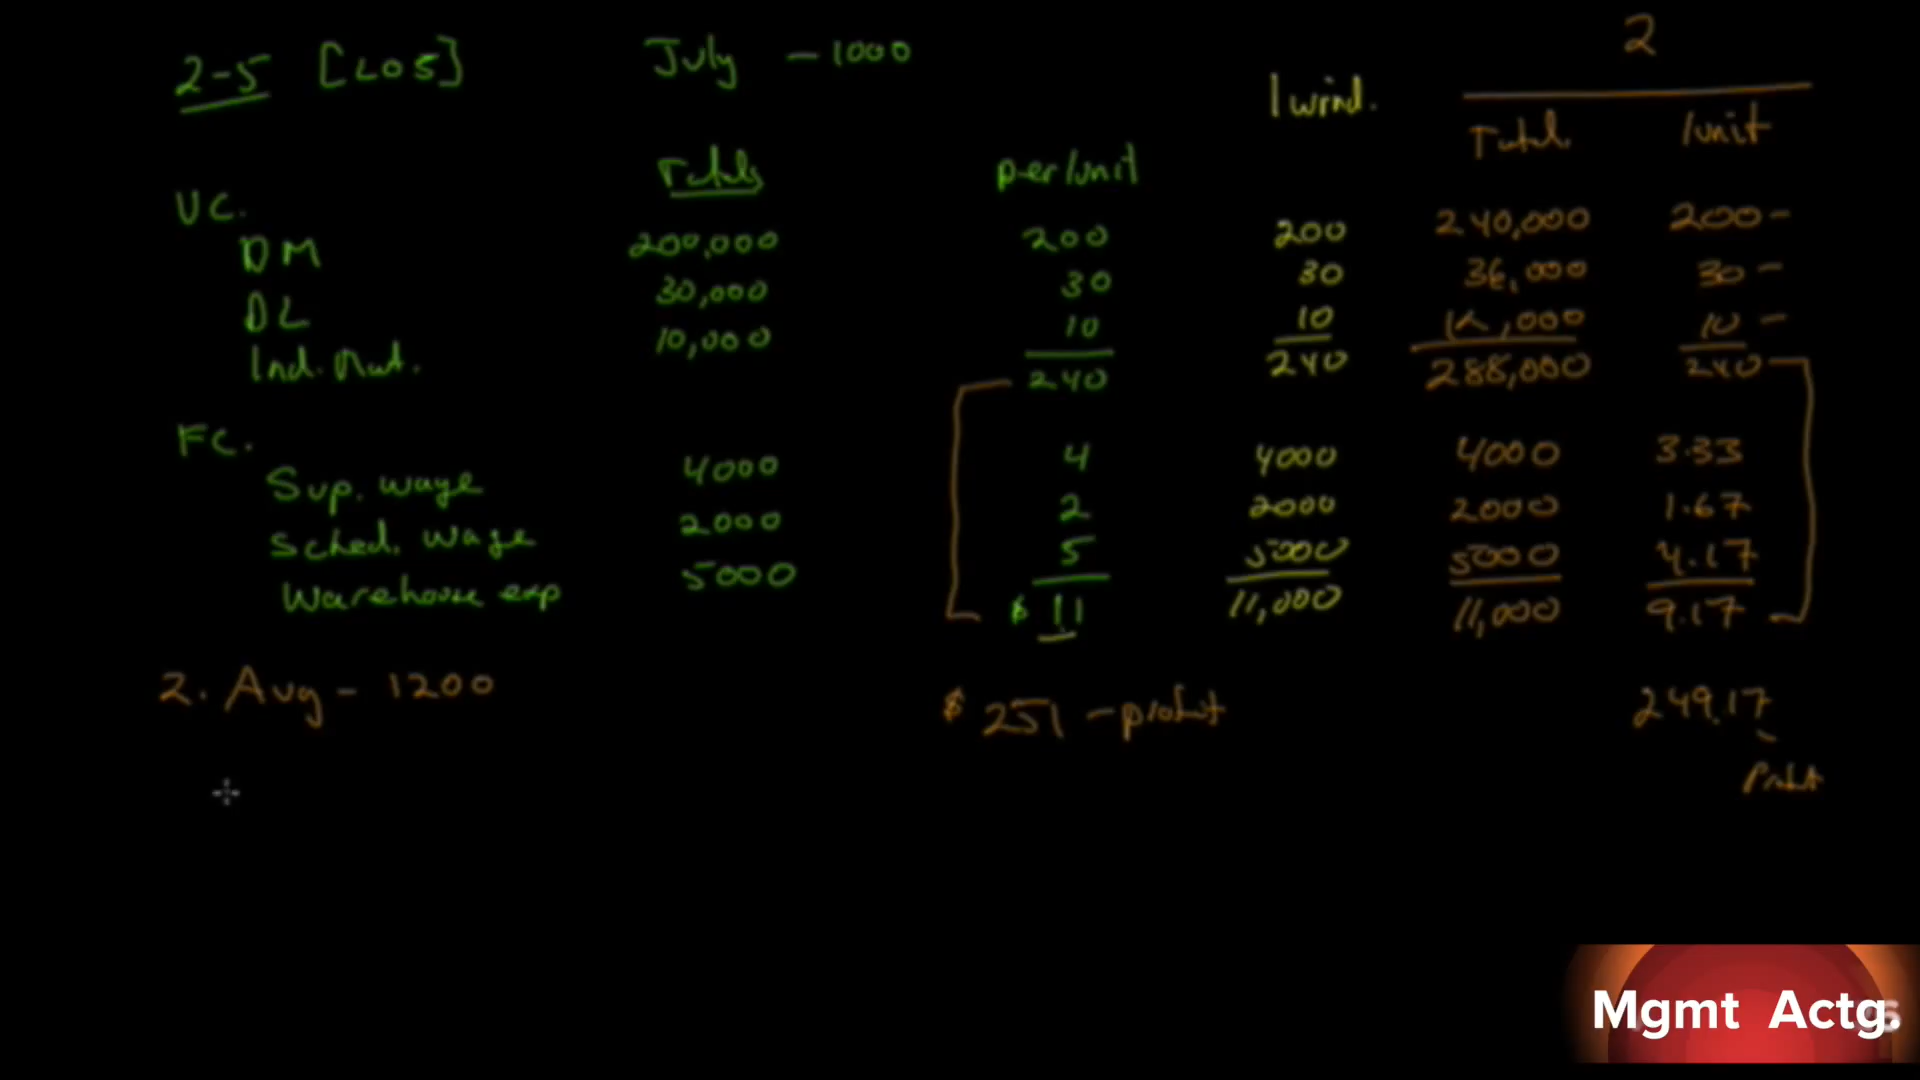 2-5 [LO5] July - 1000 2
1 wind.
Total. /unit
Totals per/unit
VC.
DM 200,000 200 200 240,000 200 -
DL 30,000 30 30 36,000 30 -
Ind. Mat. 10,000 10 10 12,000 10 -
240 240 288,000 240
FC.
Sup. wage 4000 4 4000 4000 3.33
Sched. wage 2000 2 2000 2000 1.67
Warehouse exp 5000 5 5000 5000 4.17
$ 11 11,000 11,000 9.17
2. Aug - 1200 $ 251 - profit 249.17
Profit
Mgmt Actg.